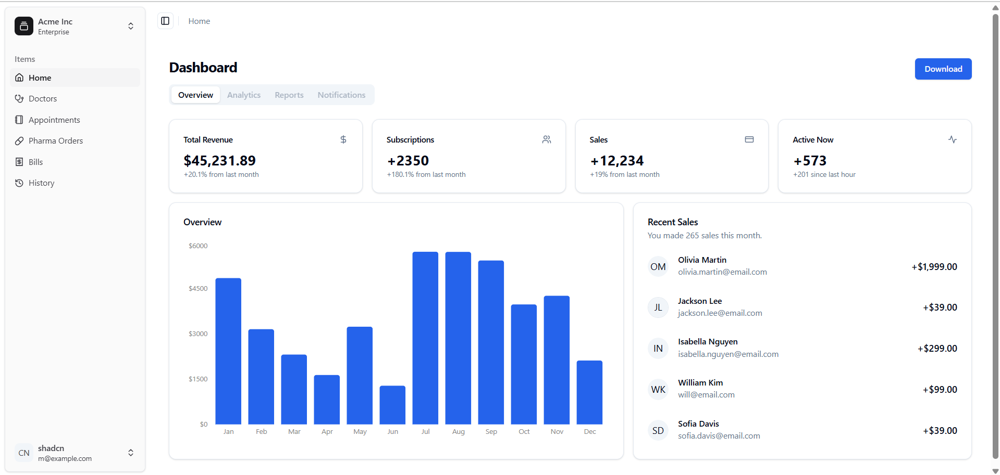 Acme Inc
Enterprise
Items
Home
Doctors
Appointments
Pharma Orders
Bills
History
CN
shadcn
m@example.com
Home
Dashboard
Download
Overview Analytics Reports Notifications
Total Revenue
$45,231.89
+20.1% from last month
Subscriptions
+2350
+180.1% from last month
Sales
+12,234
+19% from last month
Active Now
+573
+201 since last hour
Overview
$6000
$4500
$3000
$1500
$0
Jan Feb Mar Apr May Jun Jul Aug Sep Oct Nov Dec
Recent Sales
You made 265 sales this month.
OM
Olivia Martin
olivia.martin@email.com
+$1,999.00
JL
Jackson Lee
jackson.lee@email.com
+$39.00
IN
Isabella Nguyen
isabella.nguyen@email.com
+$299.00
WK
William Kim
will@email.com
+$99.00
SD
Sofia Davis
sofia.davis@email.com
+$39.00